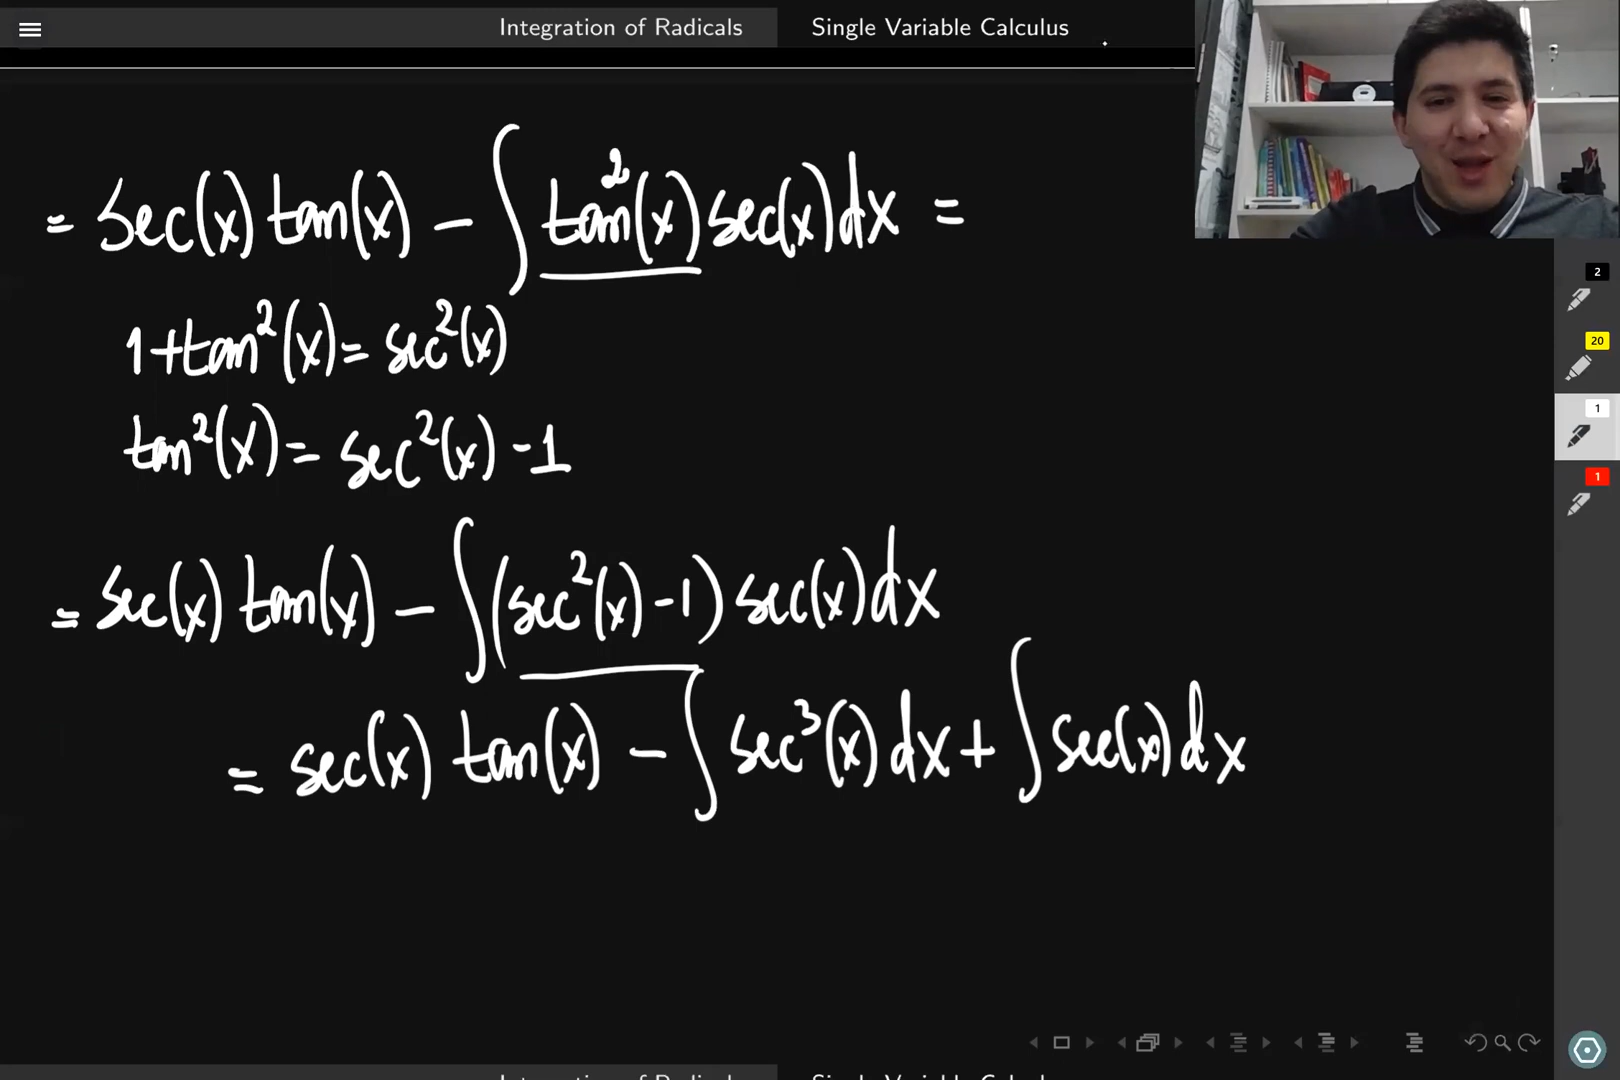 Integration of Radicals Single Variable Calculus
= sec(x) tan(x) - ∫ tan²(x) sec(x) dx =
1+tan²(x) = sec²(x)
tan²(x) = sec²(x) - 1
= sec(x) tan(x) - ∫ (sec²(x) - 1) sec(x) dx
= sec(x) tan(x) - ∫ sec³(x) dx + ∫ sec(x) dx
2
20
1
1